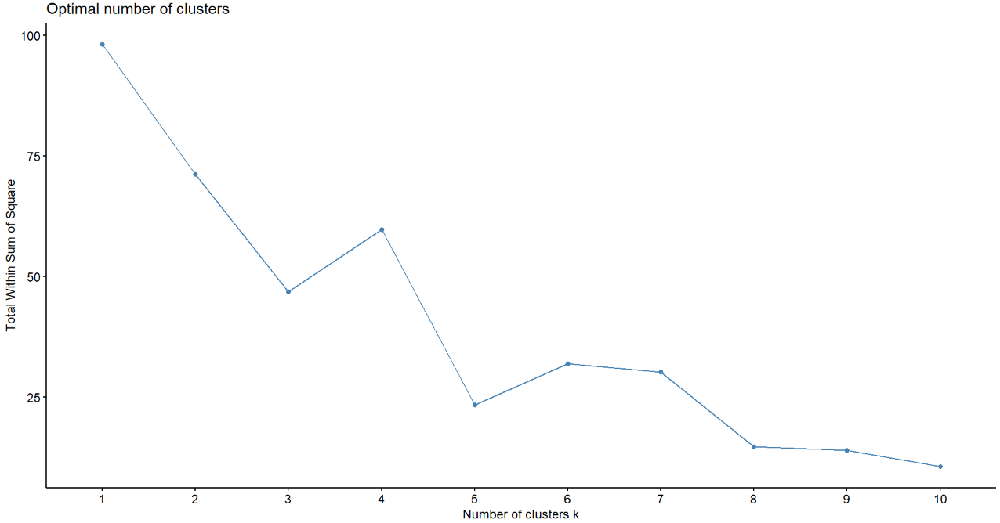 Optimal number of clusters
100
75
50
25
Total Within Sum of Square
1 2 3 4 5 6 7 8 9 10
Number of clusters k